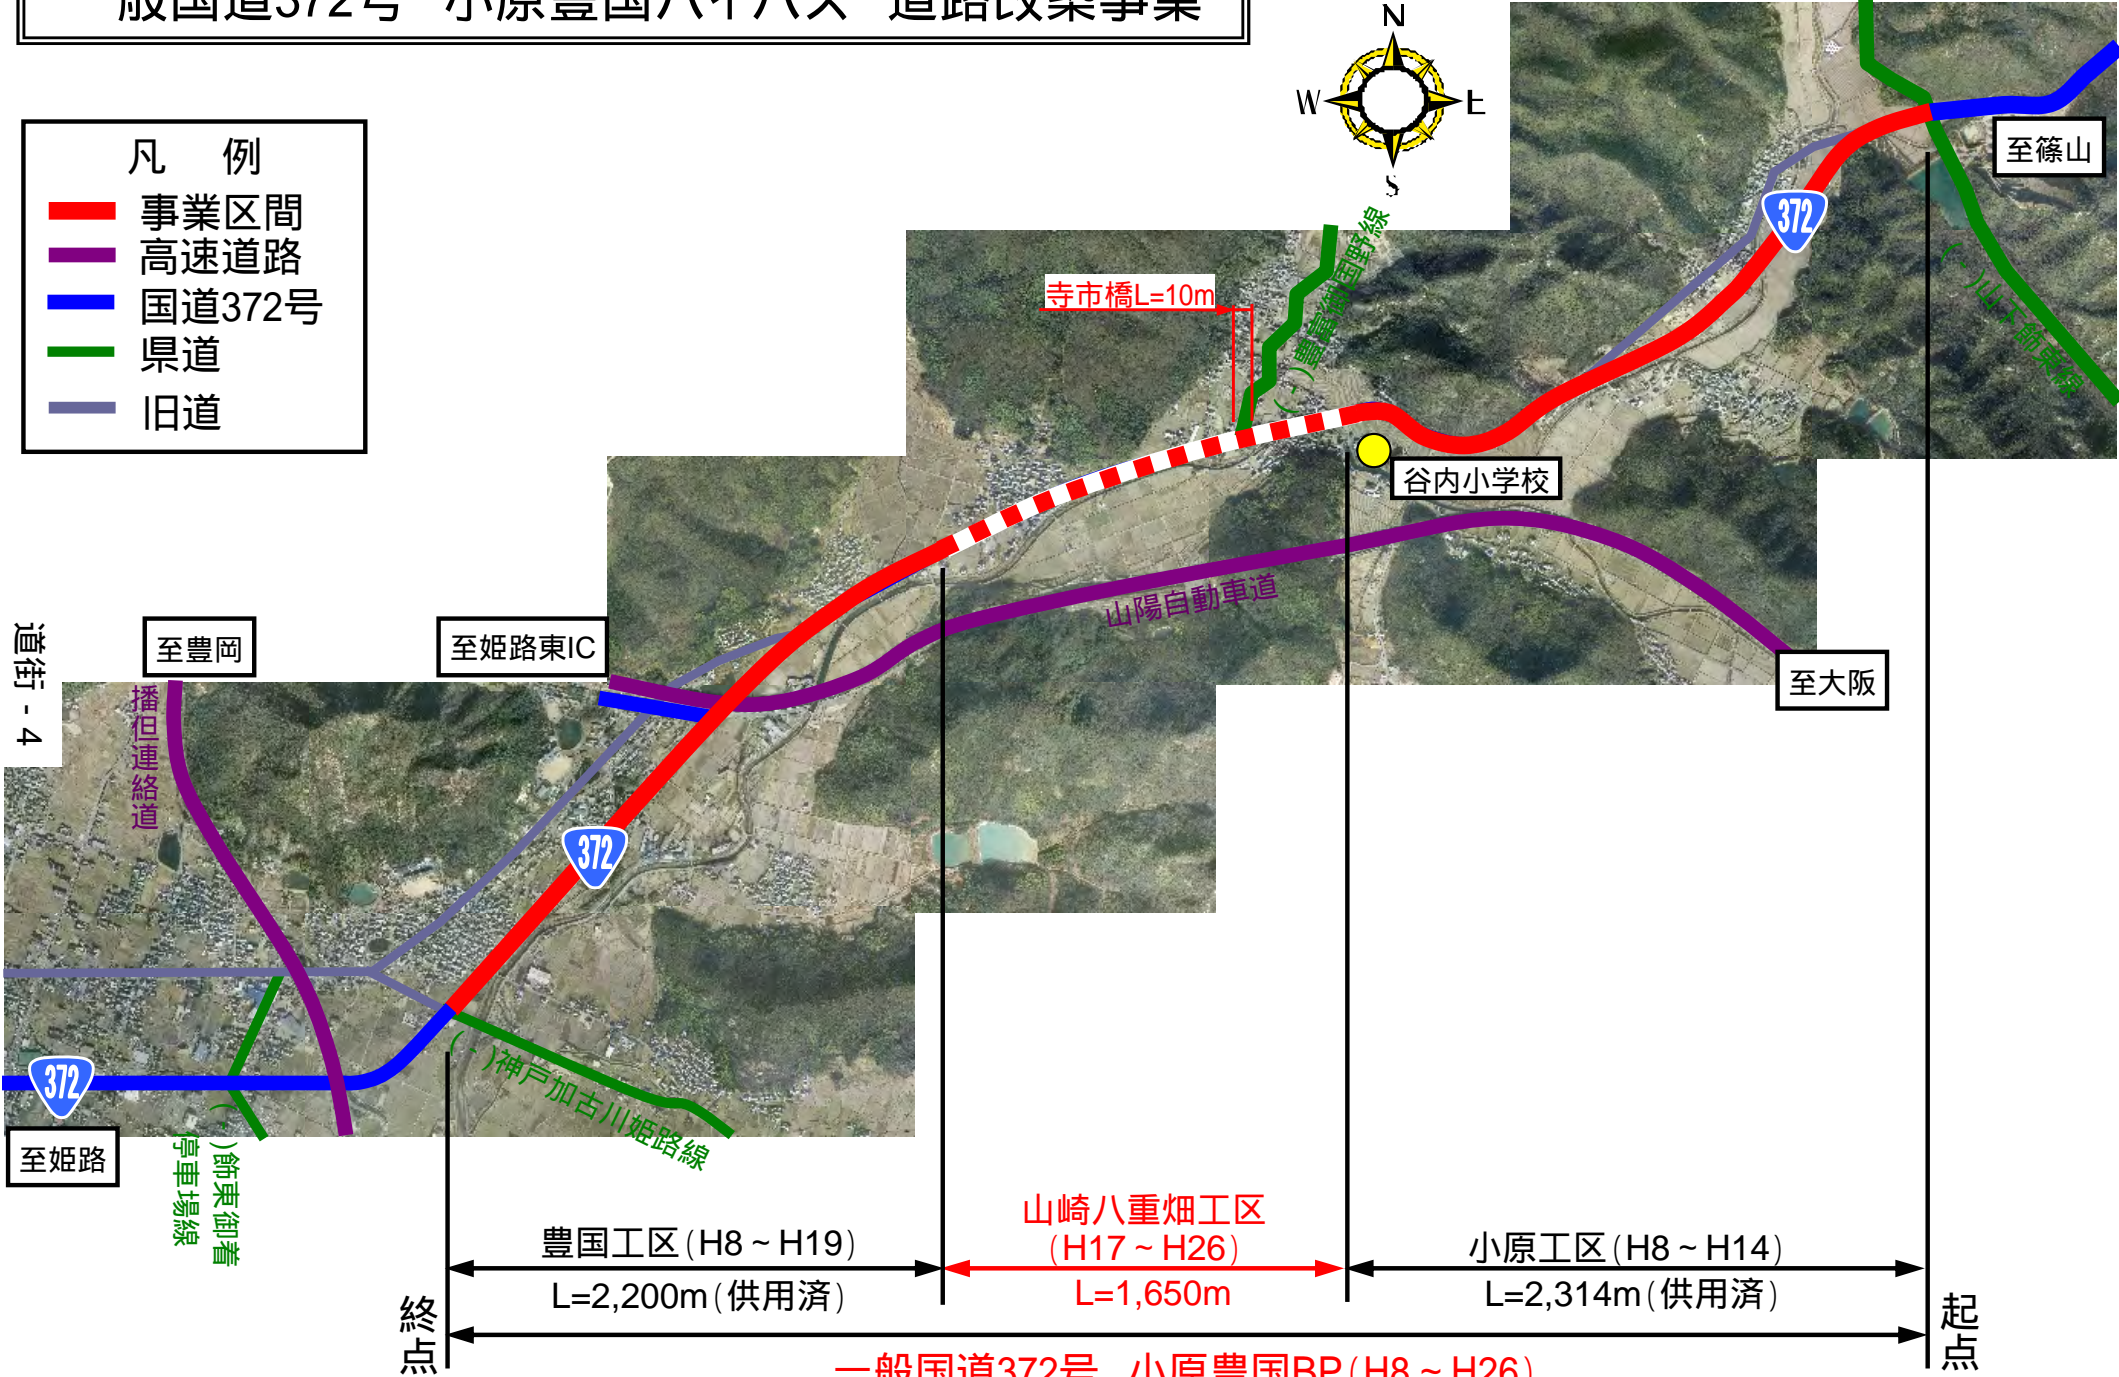 一般国道372号 小原豊国バイパス 道路改築事業
N
W
E
S
凡 例
事業区間
高速道路
国道372号
県道
旧道
至篠山
372
(-)山下飾東線
(-)豊富御国野線
寺市橋L=10m
谷内小学校
山陽自動車道
至大阪
道街-4
至豊岡
至姫路東IC
播但連絡道
372
372
至姫路
(-)飾東御着
停車場線
(-)神戸加古川姫路線
豊国工区(H8~H19)
L=2,200m(供用済)
山崎八重畑工区
(H17~H26)
L=1,650m
小原工区(H8~H14)
L=2,314m(供用済)
終点
起点
一般国道372号 小原豊国BP(H8~H26)